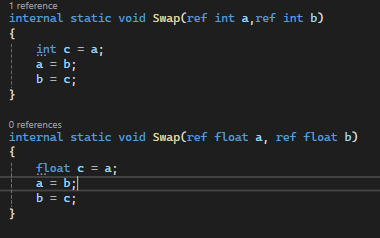 1 reference
internal static void Swap(ref int a,ref int b)
{
int c = a;
a = b;
b = c;
}
0 references
internal static void Swap(ref float a, ref float b)
{
float c = a;
a = b;
b = c;
}